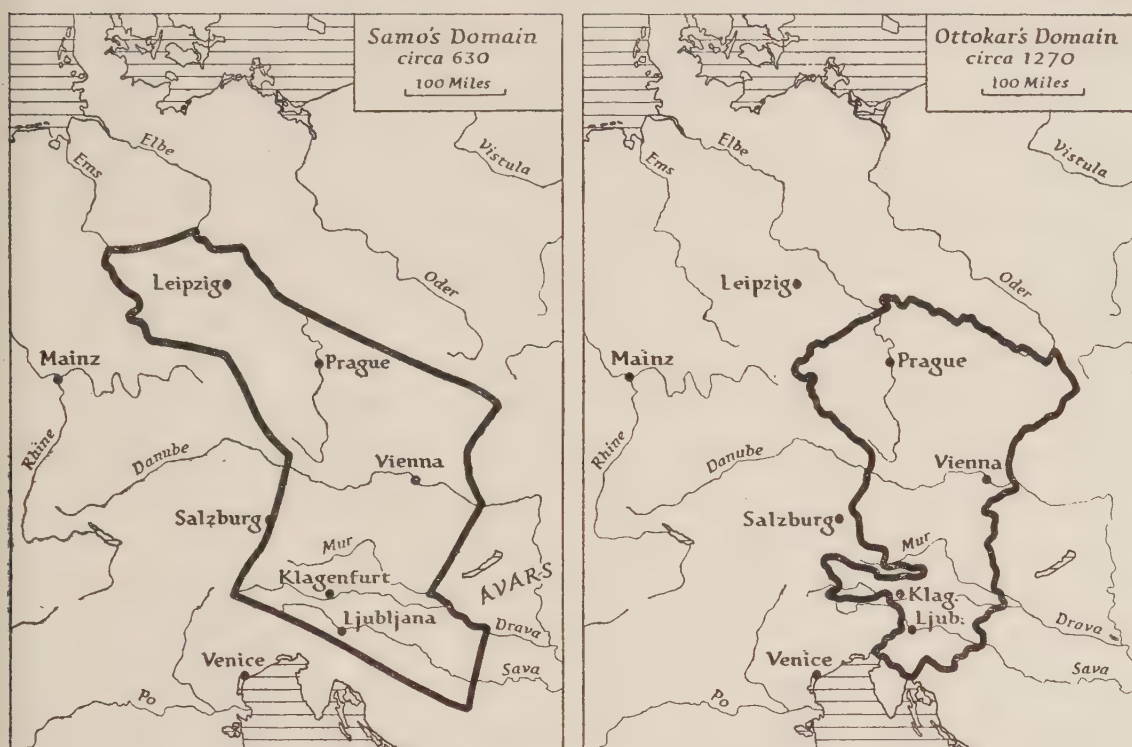 Samo's Domain
circa 630
100 Miles
Elbe
Ems
Vistula
Oder
Leipzig
Mainz
Prague
Rhine
Danube
Vienna
Salzburg
Mur
Klagenfurt
AVARS
Ljubljana
Drava
Venice
Sava
Po
Ottokar's Domain
circa 1270
100 Miles
Elbe
Ems
Vistula
Oder
Leipzig
Mainz
Prague
Rhine
Danube
Vienna
Salzburg
Mur
Klag.
Ljub.
Drava
Venice
Sava
Po